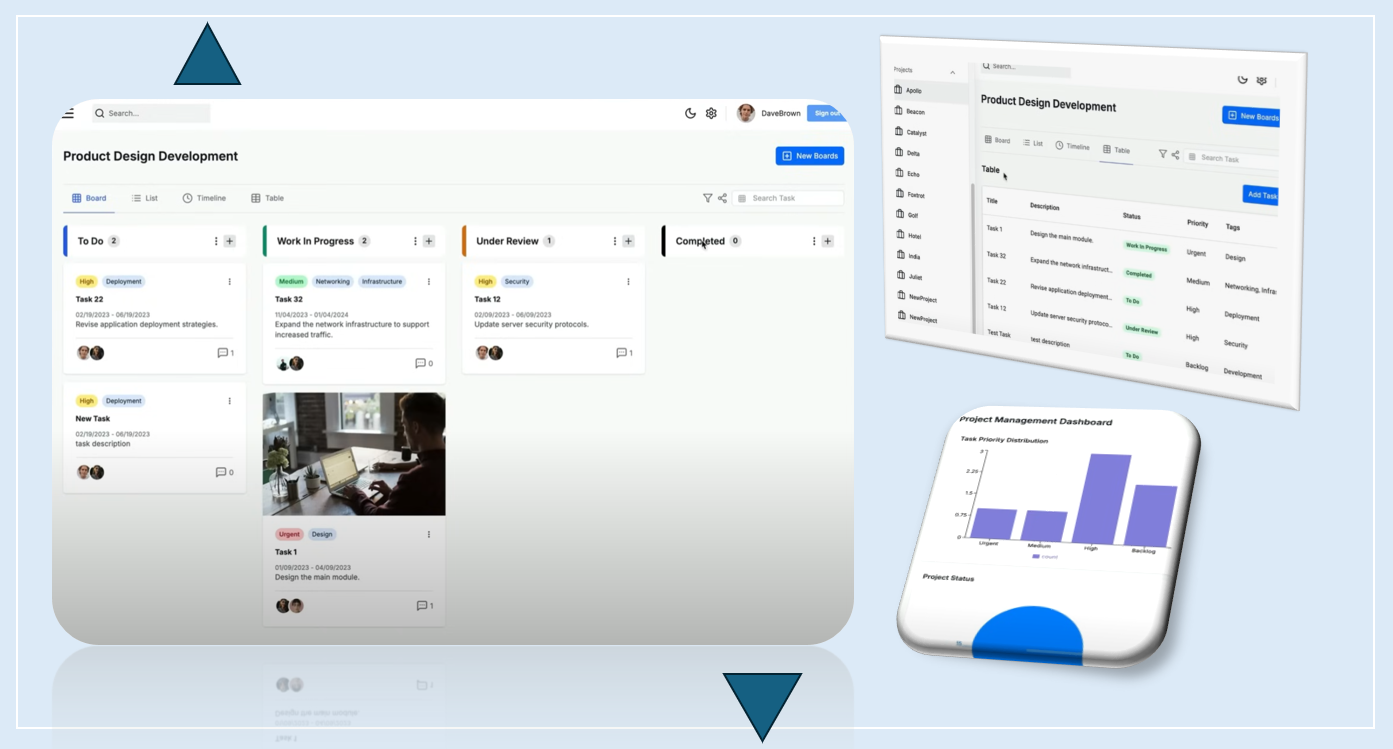 Search...
DaveBrown
Sign out
Product Design Development
New Boards
Board
List
Timeline
Table
Search Task
To Do 2
Work In Progress 2
Under Review 1
Completed 0
High Deployment
Task 22
02/19/2023 - 06/19/2023
Revise application deployment strategies.
1
High Deployment
New Task
02/19/2023 - 06/19/2023
task description
0
Medium Networking Infrastructure
Task 32
11/04/2023 - 01/04/2024
Expand the network infrastructure to support
increased traffic.
0
Urgent Design
Task 1
01/09/2023 - 04/09/2023
Design the main module.
1
High Security
Task 12
02/09/2023 - 06/09/2023
Update server security protocols.
1
Projects
Apollo
Beacon
Catalyst
Delta
Echo
Foxtrot
Golf
Hotel
India
Juliet
NewProject
NewProject
Search...
Product Design Development
New Boards
Board
List
Timeline
Table
Search Task
Table
Add Task
Title Description Status Priority Tags
Task 1 Design the main module. Work In Progress Urgent Design
Task 32 Expand the network infrastruct... Completed Medium Networking, Infra
Task 22 Revise application deployment... To Do High Deployment
Task 12 Update server security protoco... Under Review High Security
Test Task test description To Do Backlog Development
Project Management Dashboard
Task Priority Distribution
3
2.25
1.5
0.75
0
Urgent Medium High Backlog
count
Project Status